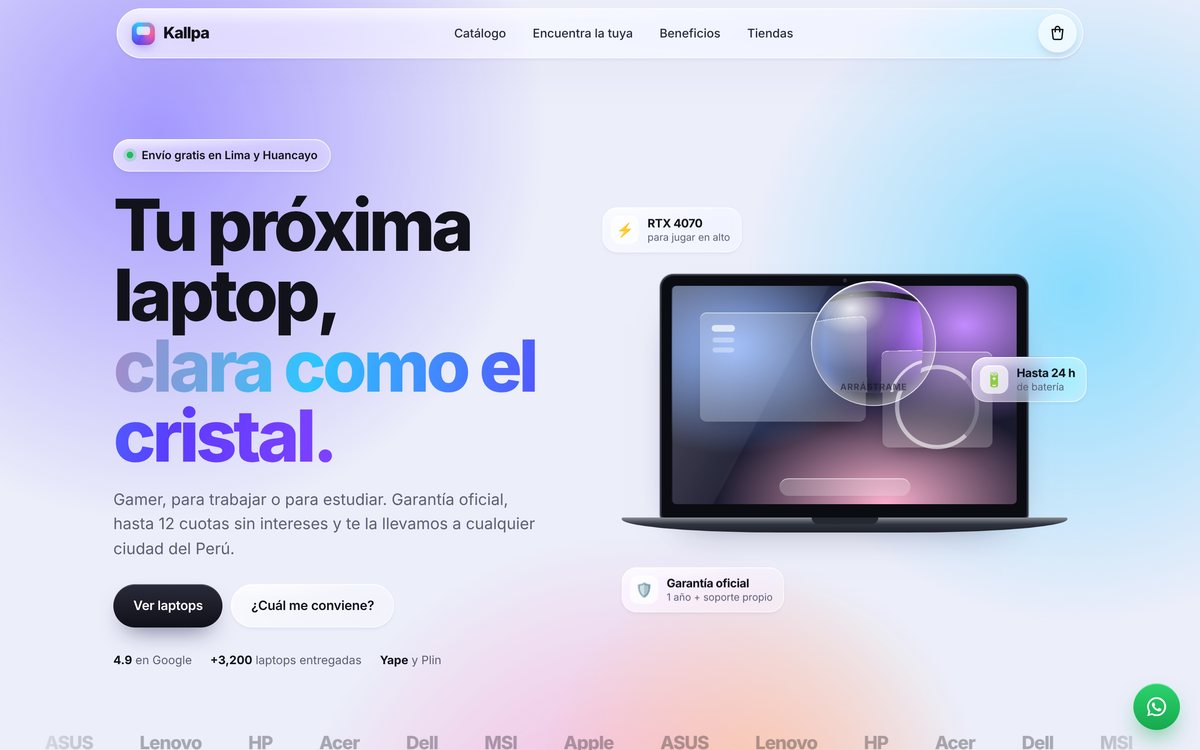 Kallpa
Catálogo
Encuentra la tuya
Beneficios
Tiendas
Envío gratis en Lima y Huancayo
Tu próxima
laptop,
clara como el
cristal.
Gamer, para trabajar o para estudiar. Garantía oficial,
hasta 12 cuotas sin intereses y te la llevamos a cualquier
ciudad del Perú.
Ver laptops
¿Cuál me conviene?
4.9 en Google
+3,200 laptops entregadas
Yape y Plin
RTX 4070
para jugar en alto
ARRÁSTRAME
Hasta 24 h
de batería
Garantía oficial
1 año + soporte propio
ASUS Lenovo HP Acer Dell MSI Apple ASUS Lenovo HP Acer Dell MSI